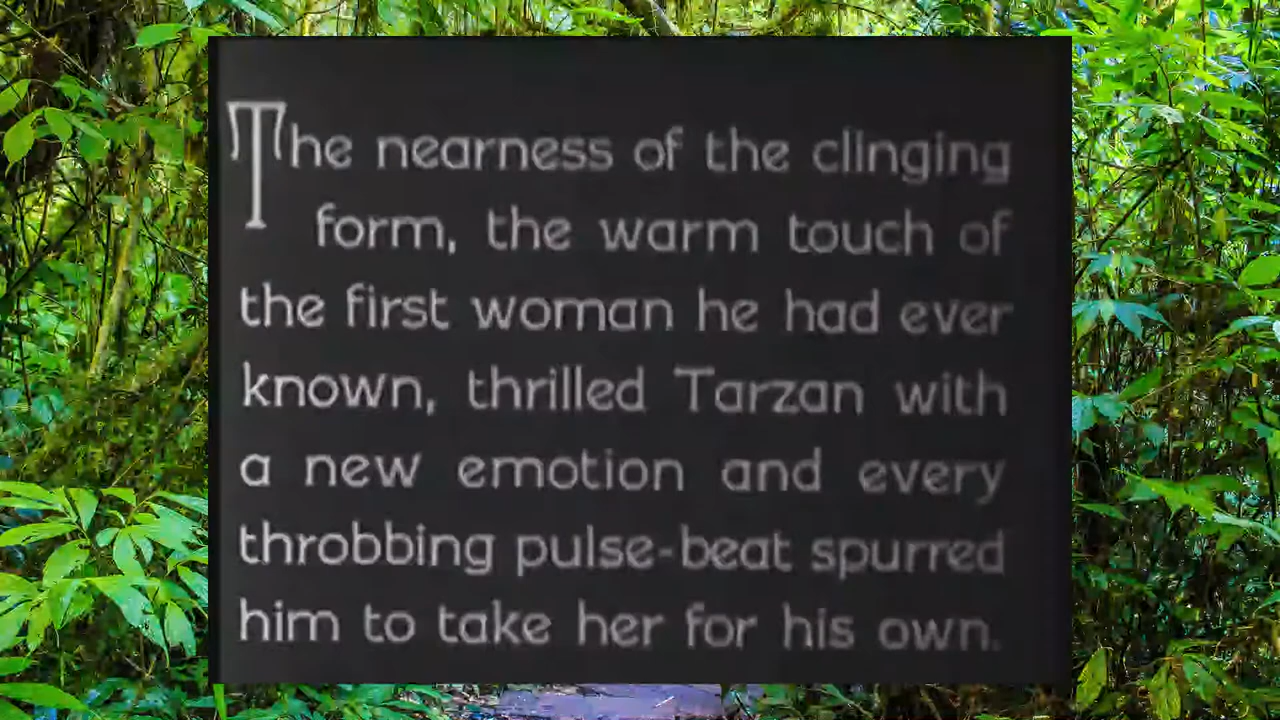 The nearness of the clinging
form, the warm touch of
the first woman he had ever
known, thrilled Tarzan with
a new emotion and every
throbbing pulse-beat spurred
him to take her for his own.